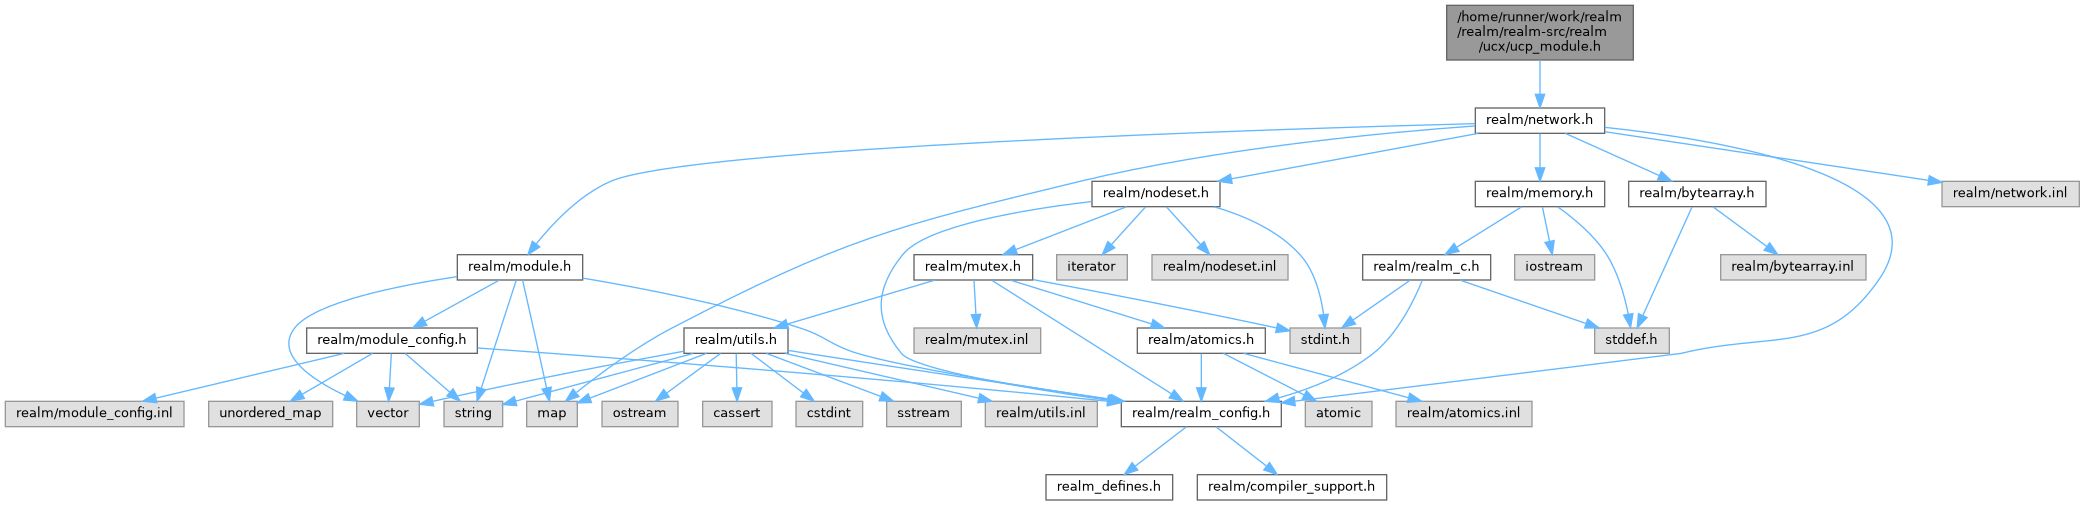 /home/runner/work/realm
/realm/realm-src/realm
/ucx/ucp_module.h
realm/network.h
realm/nodeset.h
realm/memory.h
realm/bytearray.h
realm/network.inl
realm/module.h
realm/mutex.h
iterator
realm/nodeset.inl
realm/realm_c.h
iostream
realm/bytearray.inl
realm/module_config.h
realm/utils.h
realm/mutex.inl
realm/atomics.h
stdint.h
stddef.h
realm/module_config.inl
unordered_map
vector
string
map
ostream
cassert
cstdint
sstream
realm/utils.inl
realm/realm_config.h
atomic
realm/atomics.inl
realm_defines.h
realm/compiler_support.h